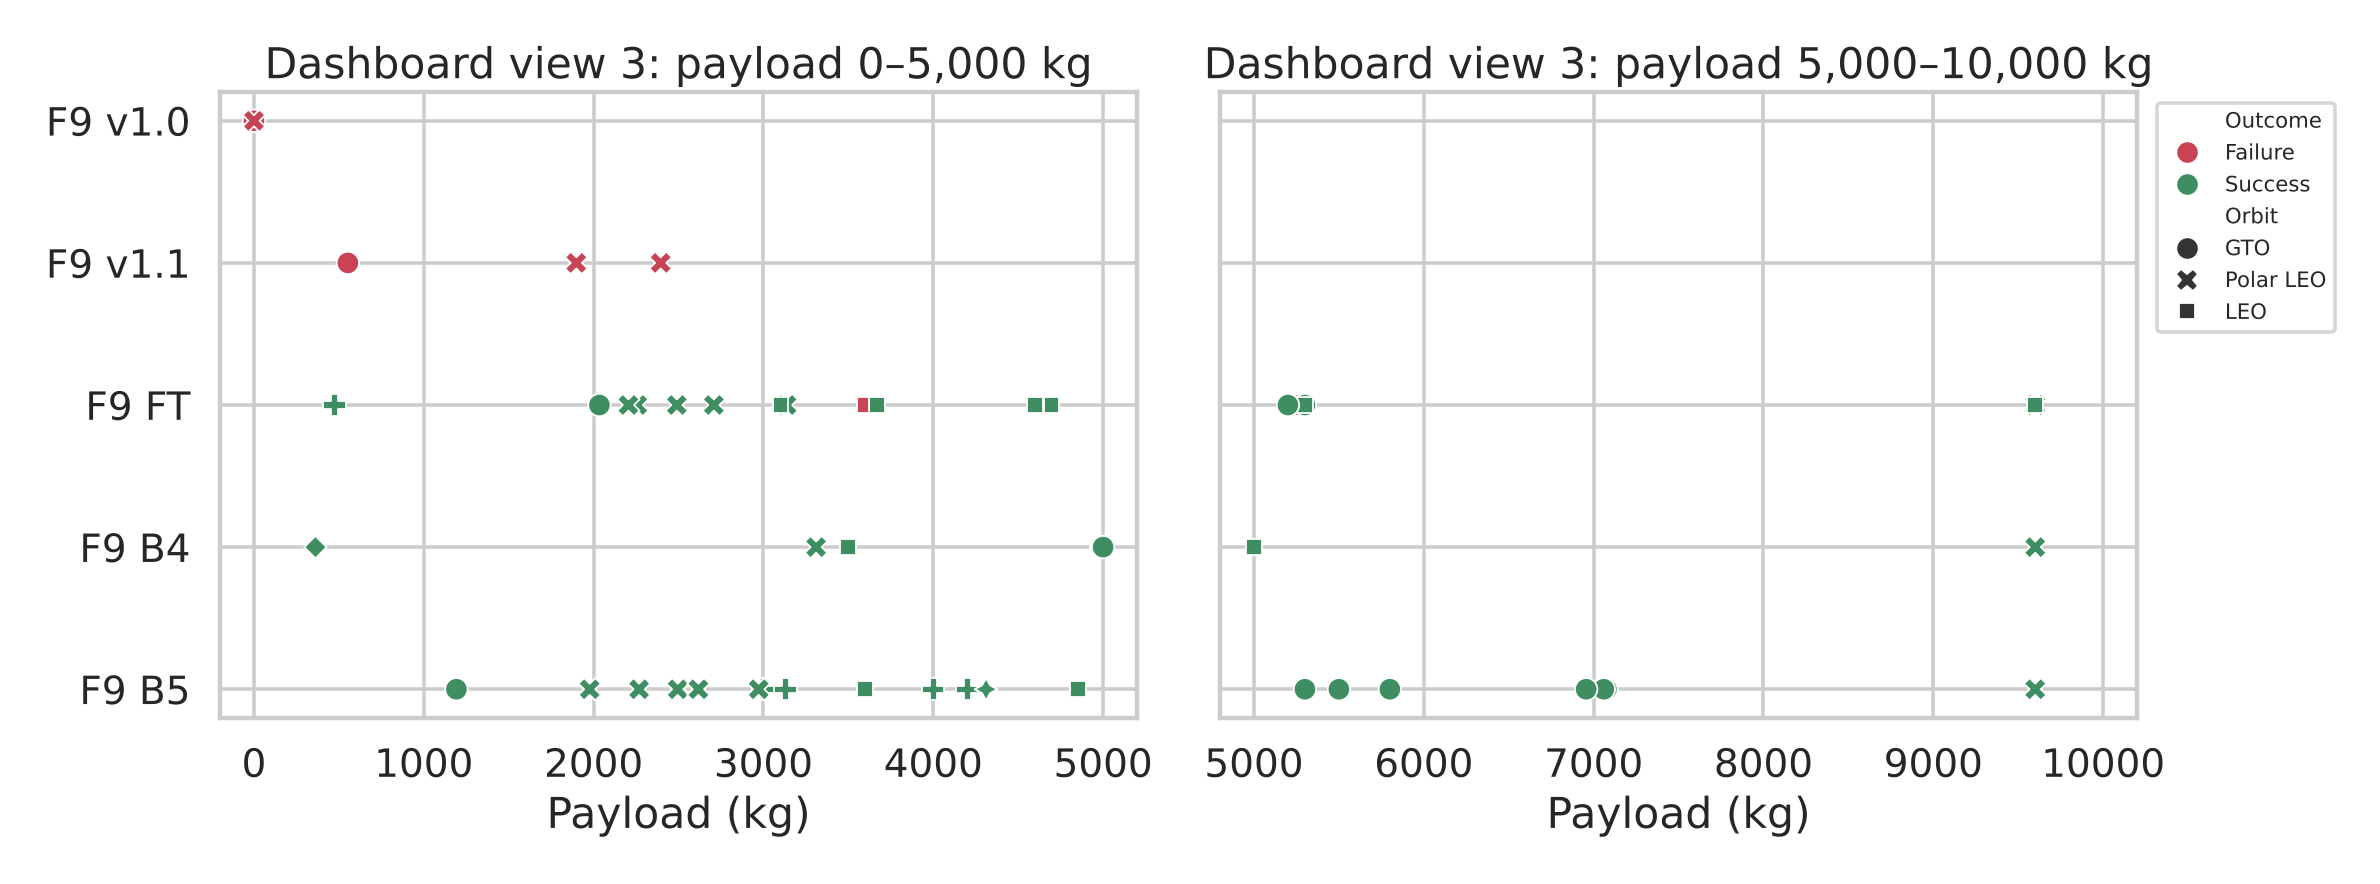 Dashboard view 3: payload 0–5,000 kg
Dashboard view 3: payload 5,000–10,000 kg
F9 v1.0
F9 v1.1
F9 FT
F9 B4
F9 B5
0 1000 2000 3000 4000 5000
Payload (kg)
5000 6000 7000 8000 9000 10000
Payload (kg)
Outcome
Failure
Success
Orbit
GTO
Polar LEO
LEO